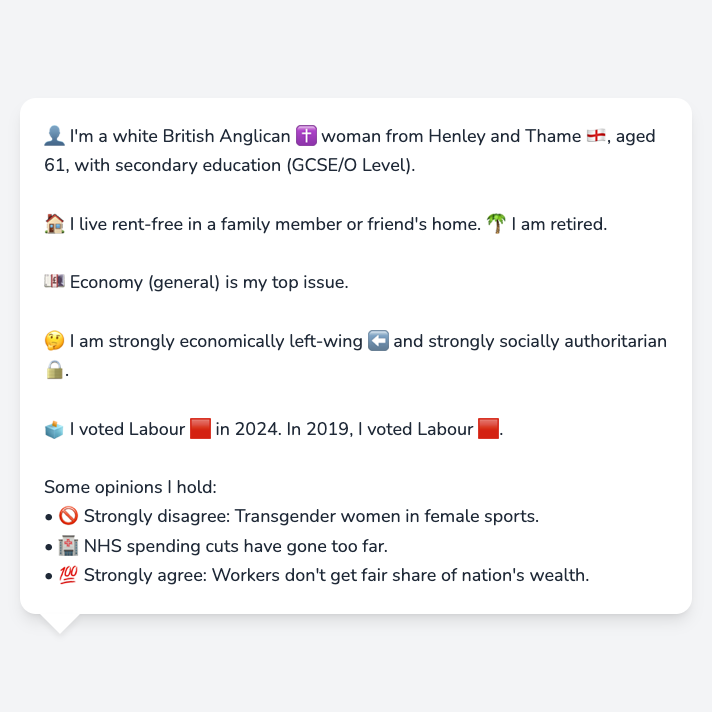 👤 I'm a white British Anglican ✝️ woman from Henley and Thame 🏴󠁧󠁢󠁥󠁮󠁧󠁿, aged
61, with secondary education (GCSE/O Level).
🏠 I live rent-free in a family member or friend's home. 🌴 I am retired.
💷 Economy (general) is my top issue.
🤔 I am strongly economically left-wing ⬅️ and strongly socially authoritarian
🔒.
🗳️ I voted Labour 🟥 in 2024. In 2019, I voted Labour 🟥.
Some opinions I hold:
• 🚫 Strongly disagree: Transgender women in female sports.
• 🏥 NHS spending cuts have gone too far.
• 💯 Strongly agree: Workers don't get fair share of nation's wealth.